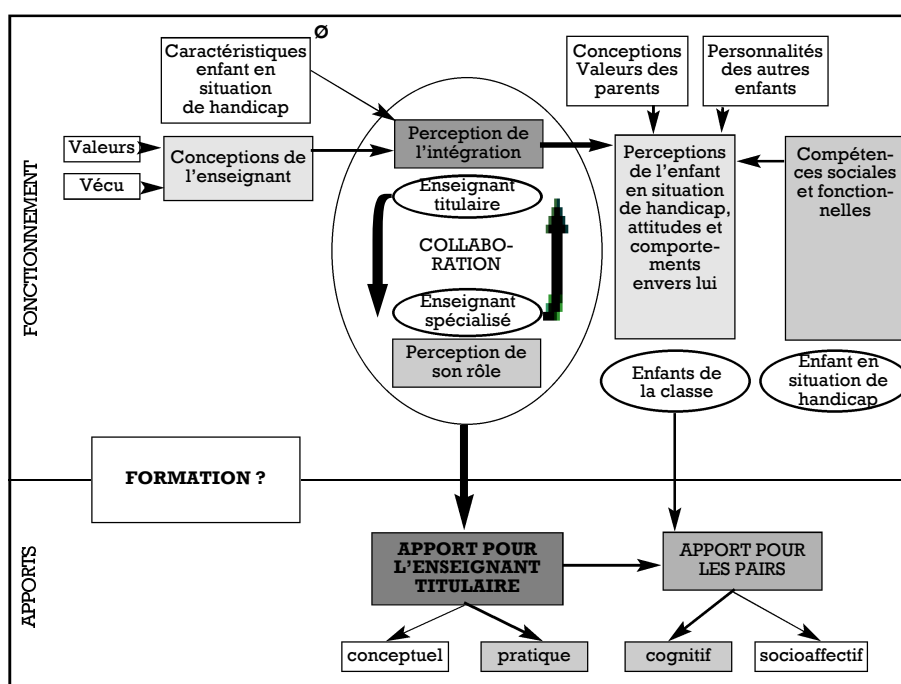 Ø
Caractéristiques
enfant en
situation
de handicap
Conceptions
Valeurs des
parents
Personnalités
des autres
enfants
FONCTIONNEMENT
Valeurs
Vécu
Conceptions de
l'enseignant
Perception de
l'intégration
Enseignant
titulaire
COLLABO-
RATION
Enseignant
spécialisé
Perception de
son rôle
Perceptions
de l'enfant
en situation
de handicap,
attitudes et
comporte-
ments
envers lui
Compéten-
ces sociales
et fonction-
nelles
Enfants de
la classe
Enfant en
situation de
handicap
FORMATION ?
APPORTS
APPORT POUR
L'ENSEIGNANT
TITULAIRE
APPORT POUR
LES PAIRS
conceptuel
pratique
cognitif
socioaffectif